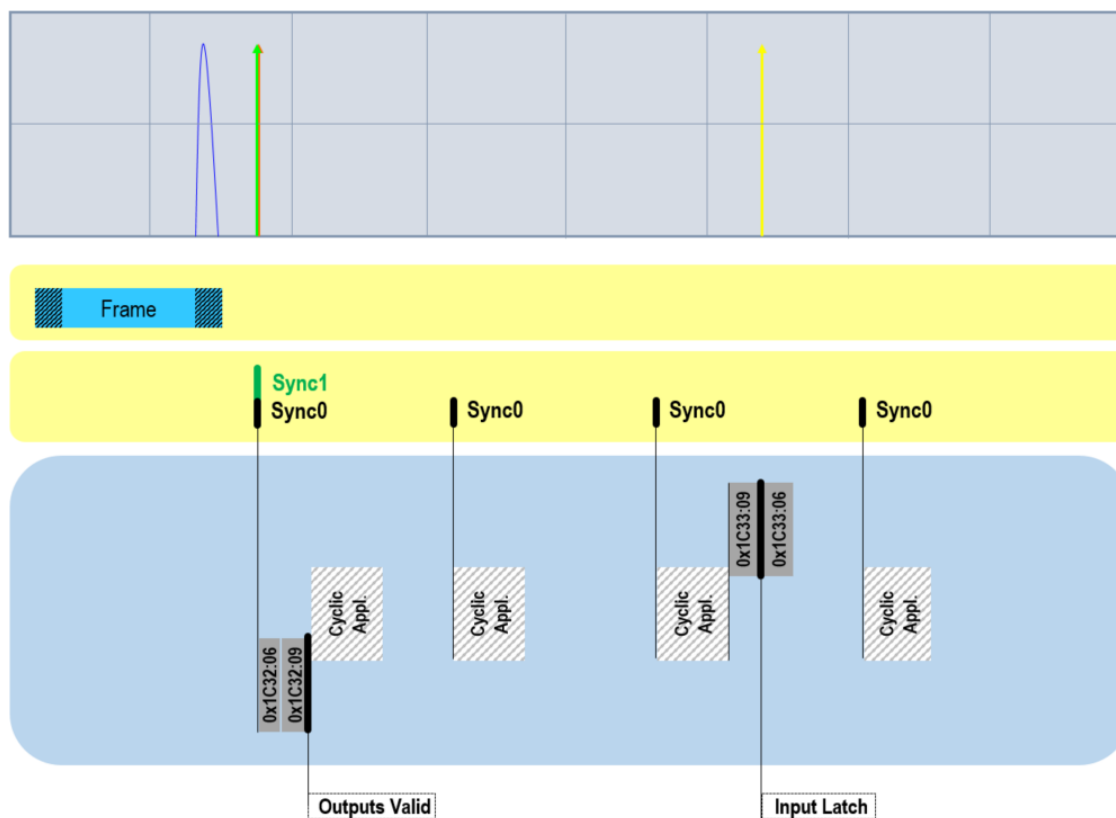 Frame
Sync1
Sync0
Sync0
Sync0
Sync0
0x1C33:09
0x1C33:06
Cyclic
Appl.
Cyclic
Appl.
Cyclic
Appl.
Cyclic
Appl.
0x1C32:06
0x1C32:09
Outputs Valid
Input Latch